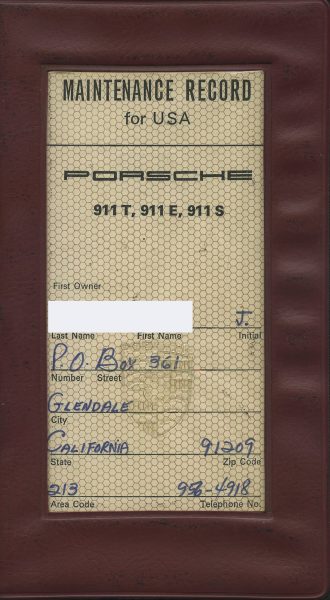 MAINTENANCE RECORD
for USA
PORSCHE
911 T, 911 E, 911 S
First Owner
J.
Last Name First Name Initial
P.O. Box 361
Number Street
GLENDALE
City
CALIFORNIA 91209
State Zip Code
213 956-4918
Area Code Telephone No.